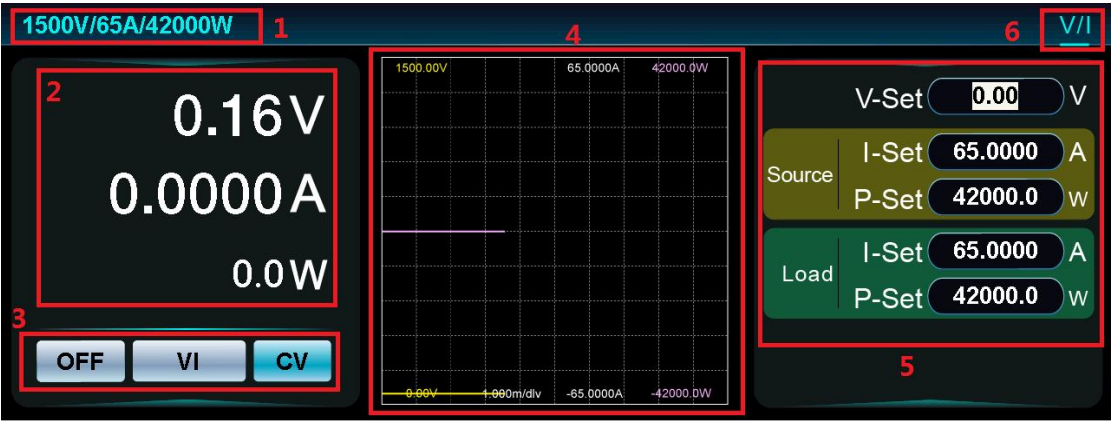 1500V/65A/42000W 1
6 V/I
2
0.16V
0.0000A
0.0W
3
OFF VI CV
4
1500.00V 65.0000A 42000.0W
0.00V 1.000m/dlv -65.0000A -42000.0W
V-Set 0.00 V
Source
I-Set 65.0000 A
P-Set 42000.0 W
Load
I-Set 65.0000 A
P-Set 42000.0 W
5